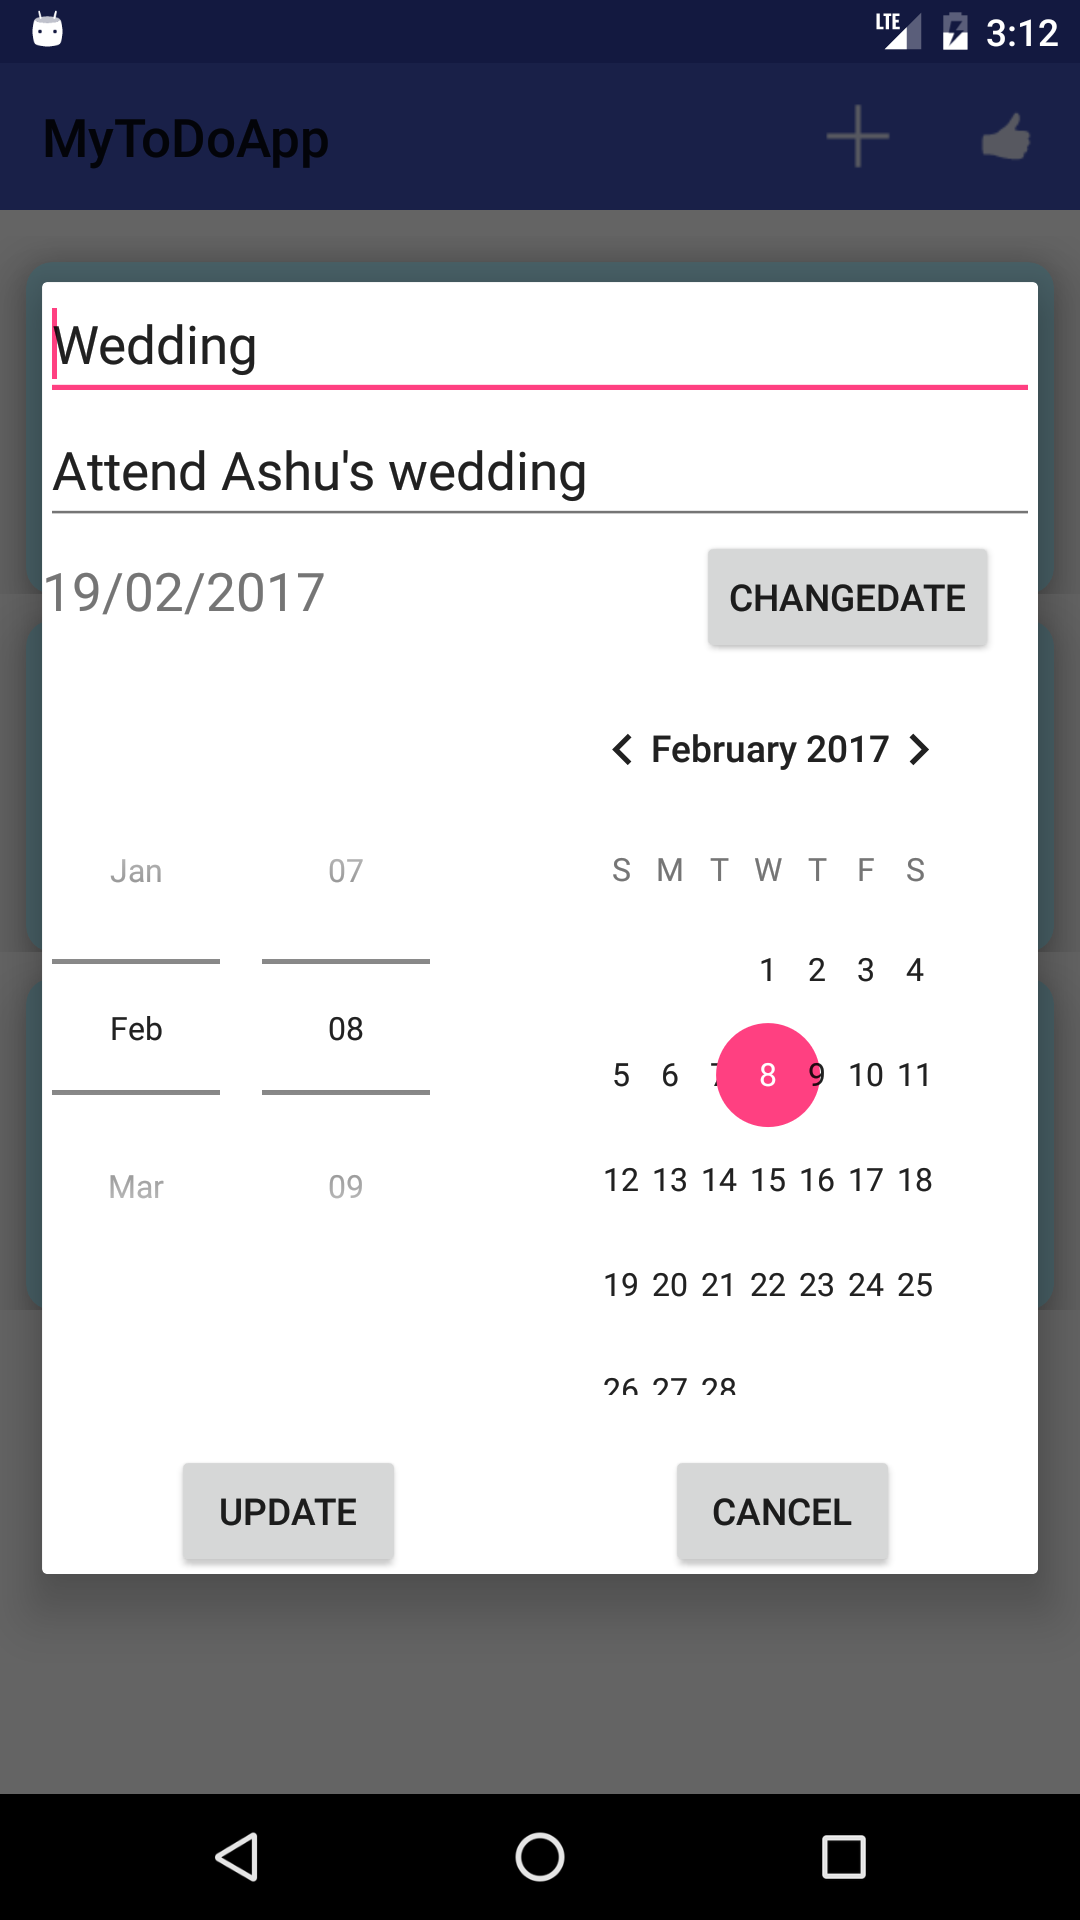 LTE 3:12
MyToDoApp
Wedding
Attend Ashu's wedding
19/02/2017 CHANGEDATE
February 2017
Jan 07 S M T W T F S
1 2 3 4
Feb 08
5 6 7 8 9 10 11
Mar 09 12 13 14 15 16 17 18
19 20 21 22 23 24 25
26 27 28
UPDATE CANCEL